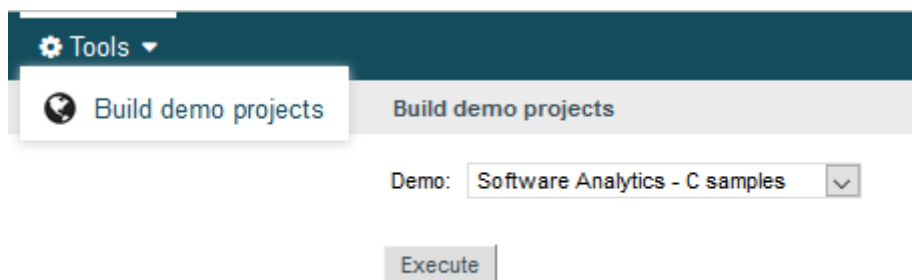 Tools
Build demo projects
Build demo projects
Demo: Software Analytics - C samples
Execute